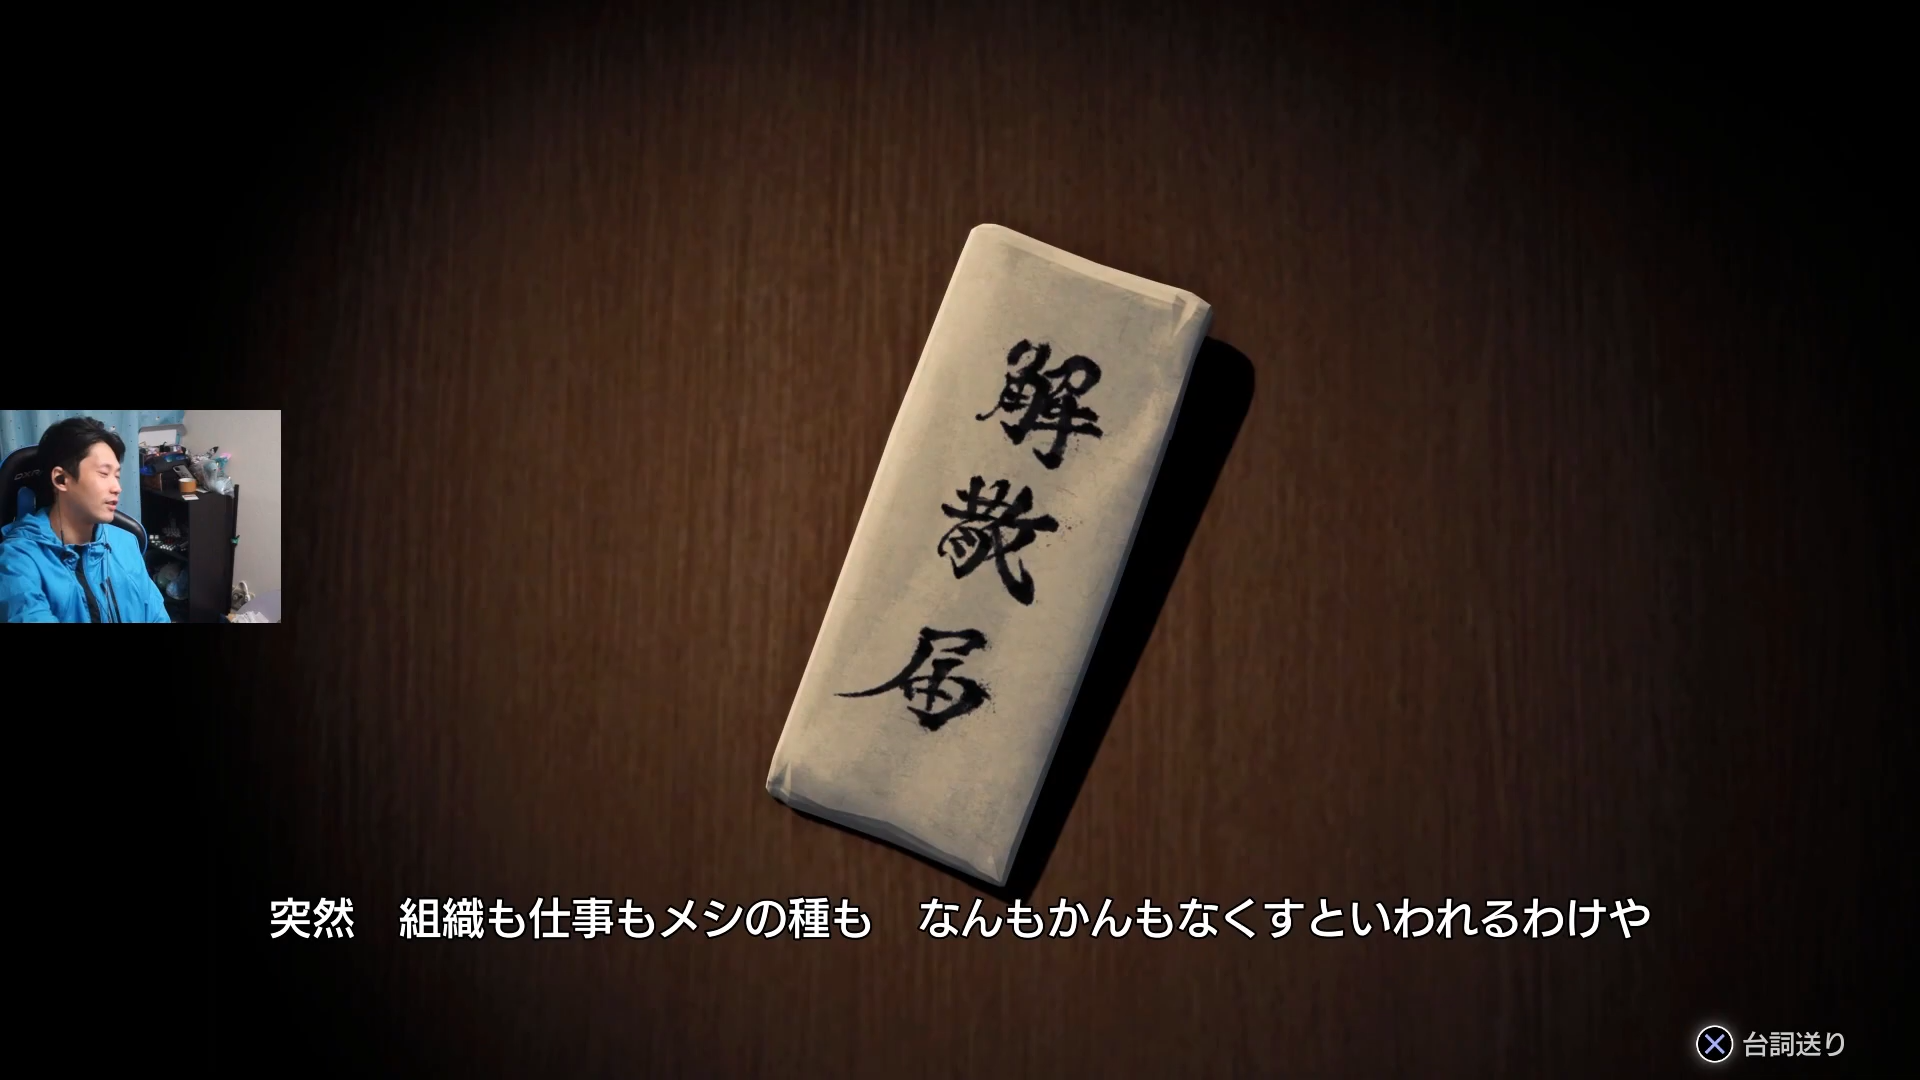 解散届
突然　組織も仕事もメシの種も　なんもかんもなくすといわれるわけや
台詞送り